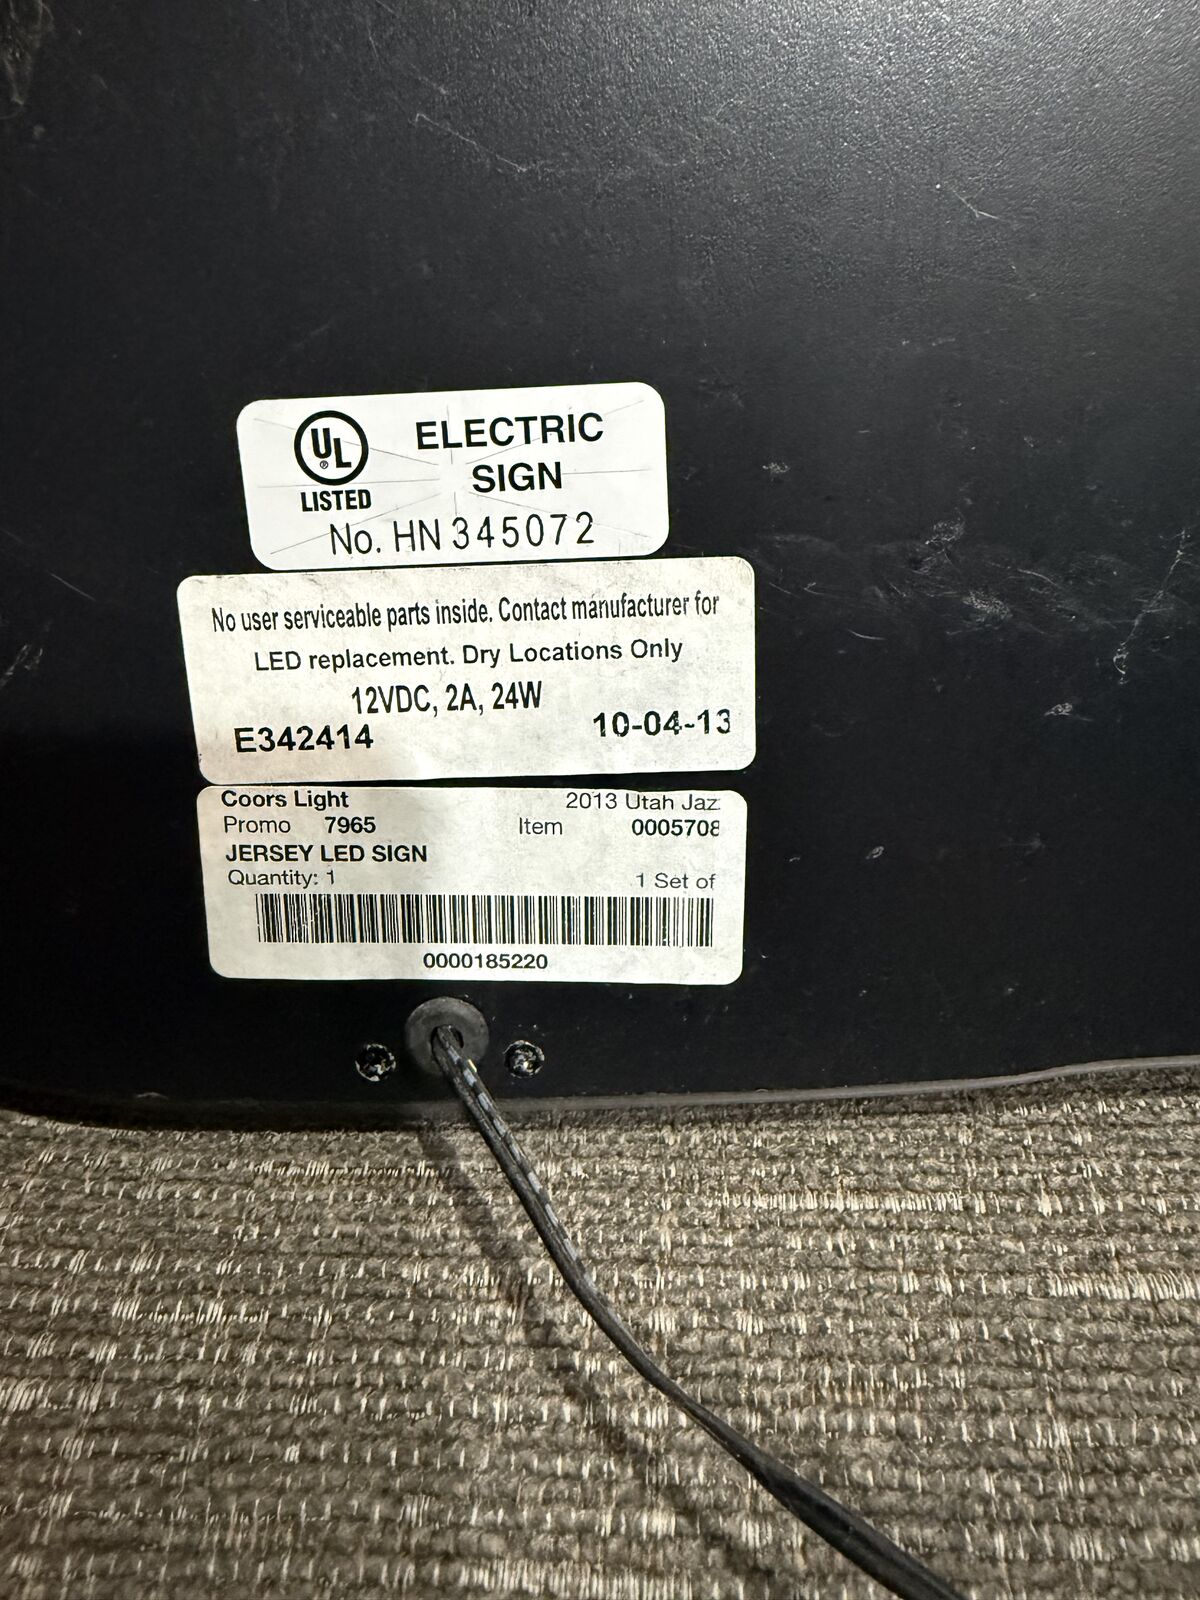 UL
®
LISTED
ELECTRIC
SIGN
No. HN 345072
No user serviceable parts inside. Contact manufacturer for
LED replacement. Dry Locations Only
12VDC, 2A, 24W
E342414 10-04-13
Coors Light 2013 Utah Jaz
Promo 7965 Item 0005708
JERSEY LED SIGN
Quantity: 1 1 Set of
0000185220